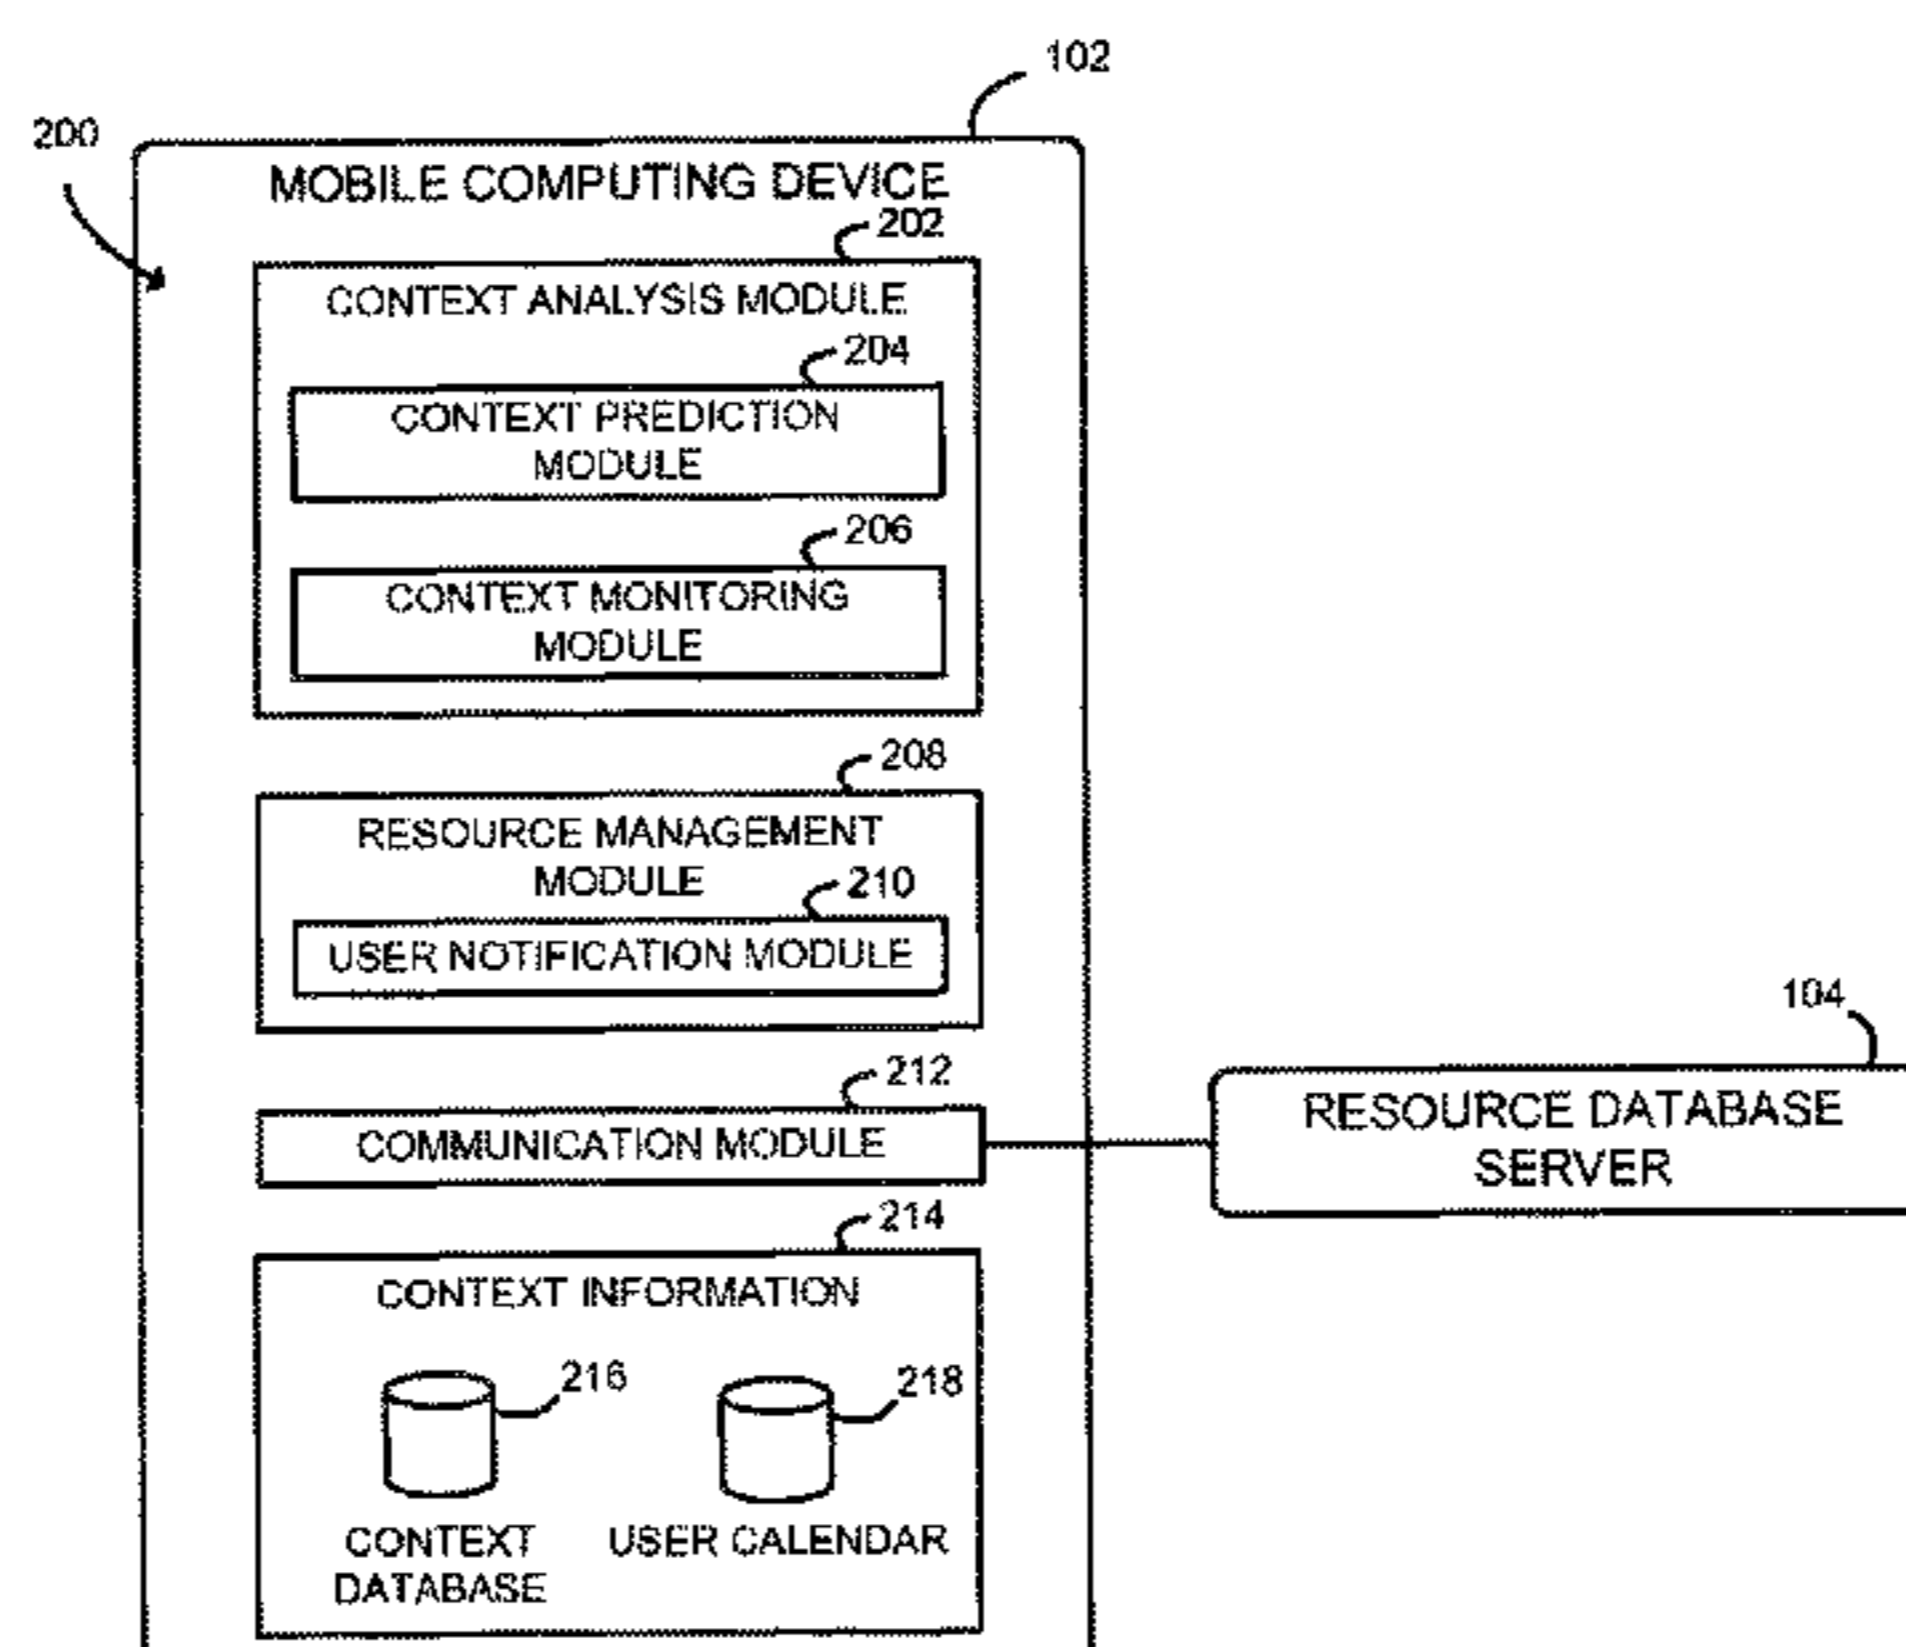 102
200
MOBILE COMPUTING DEVICE
202
CONTEXT ANALYSIS MODULE
204
CONTEXT PREDICTION
MODULE
206
CONTEXT MONITORING
MODULE
208
RESOURCE MANAGEMENT
MODULE
210
USER NOTIFICATION MODULE
104
212
COMMUNICATION MODULE
RESOURCE DATABASE
SERVER
214
CONTEXT INFORMATION
216
218
CONTEXT
DATABASE
USER CALENDAR